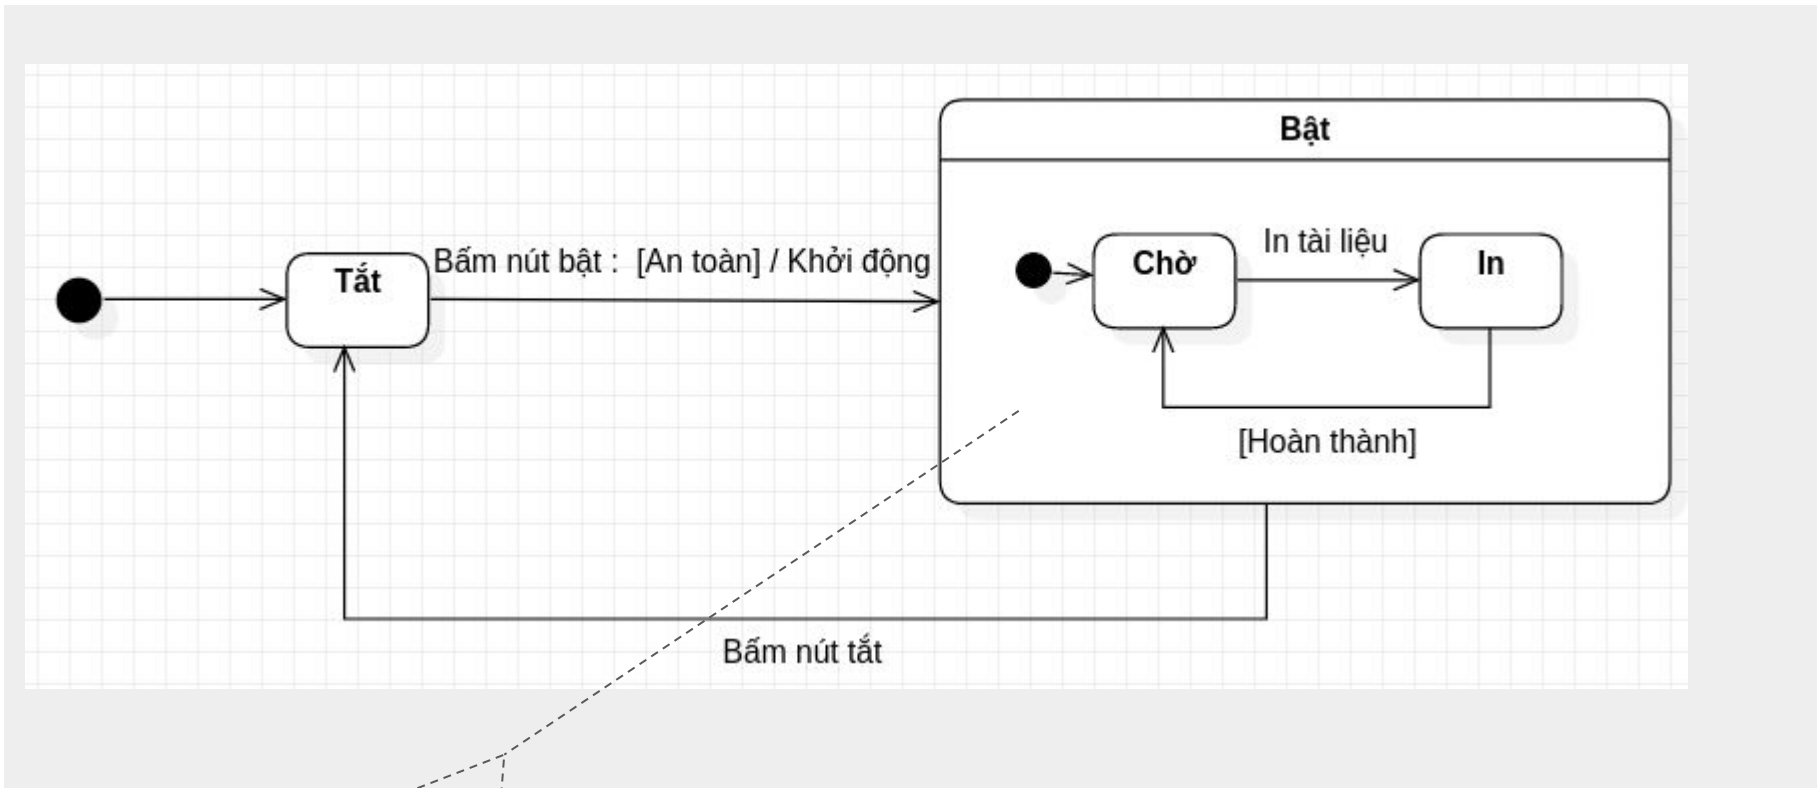 Bật
In tài liệu
Bấm nút bật :  [An toàn] / Khởi động
Tắt
Chờ
In
[Hoàn thành]
Bấm nút tắt